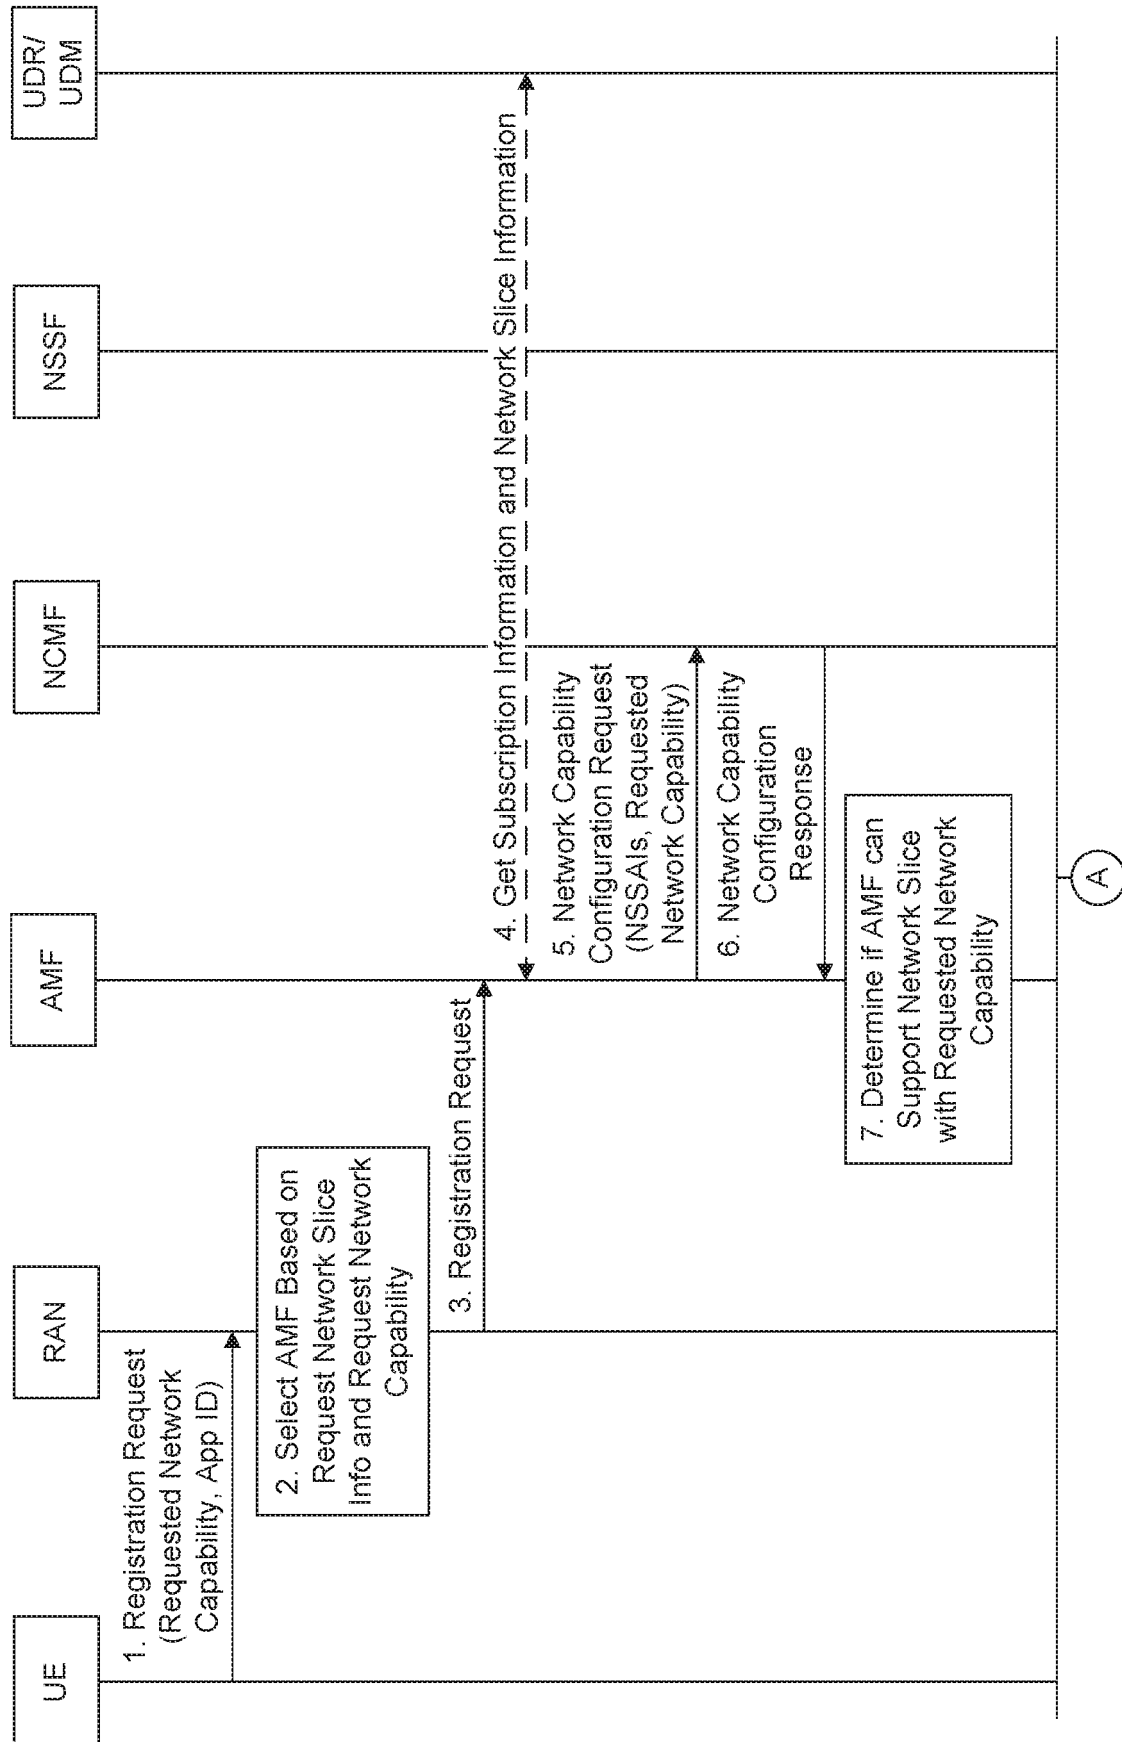 UE
RAN
AMF
NCMF
NSSF
UDR/
UDM
1. Registration Request
(Requested Network
Capability, App ID)
2. Select AMF Based on
Request Network Slice
Info and Request Network
Capability
3. Registration Request
4. Get Subscription Information and Network Slice Information
5. Network Capability
Configuration Request
(NSSAIs, Requested
Network Capability)
6. Network Capability
Configuration
Response
7. Determine if AMF can
Support Network Slice
with Requested Network
Capability
A